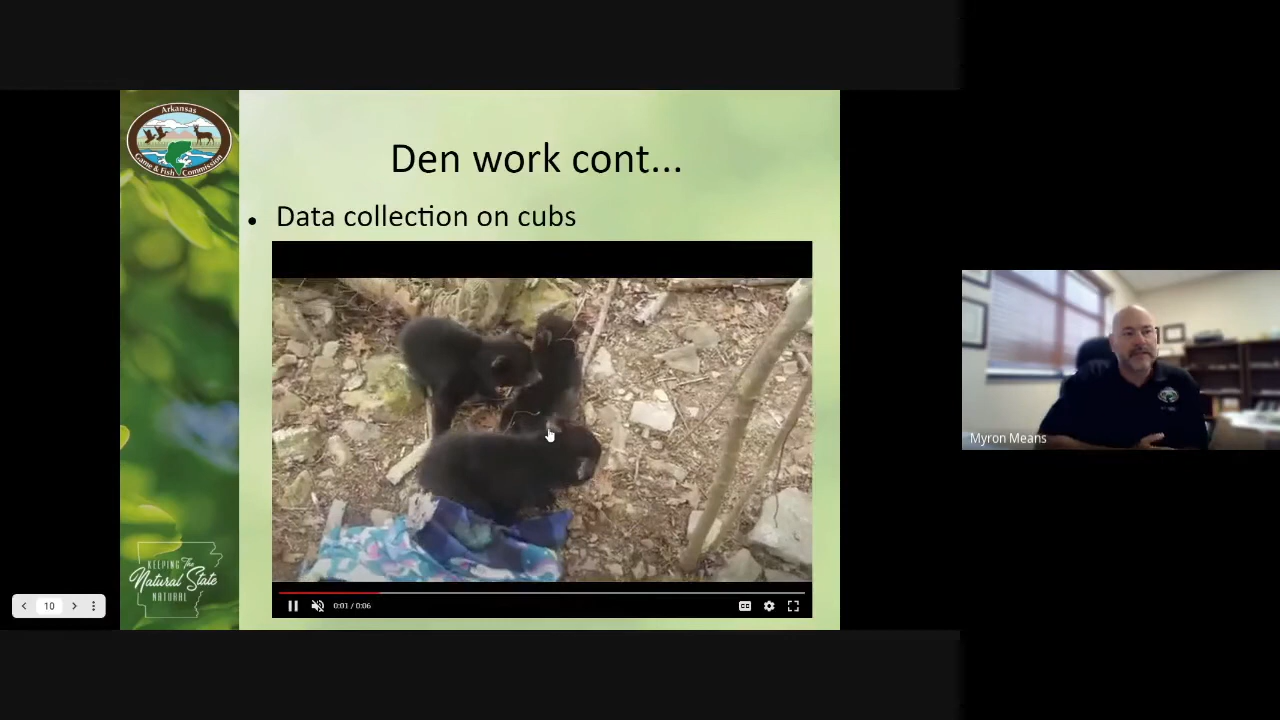 Arkansas
Game & Fish Commission
Den work cont...
• Data collection on cubs
KEEPING The
Natural State
NATURAL
10
0:01 / 0:06
CC
Myron Means